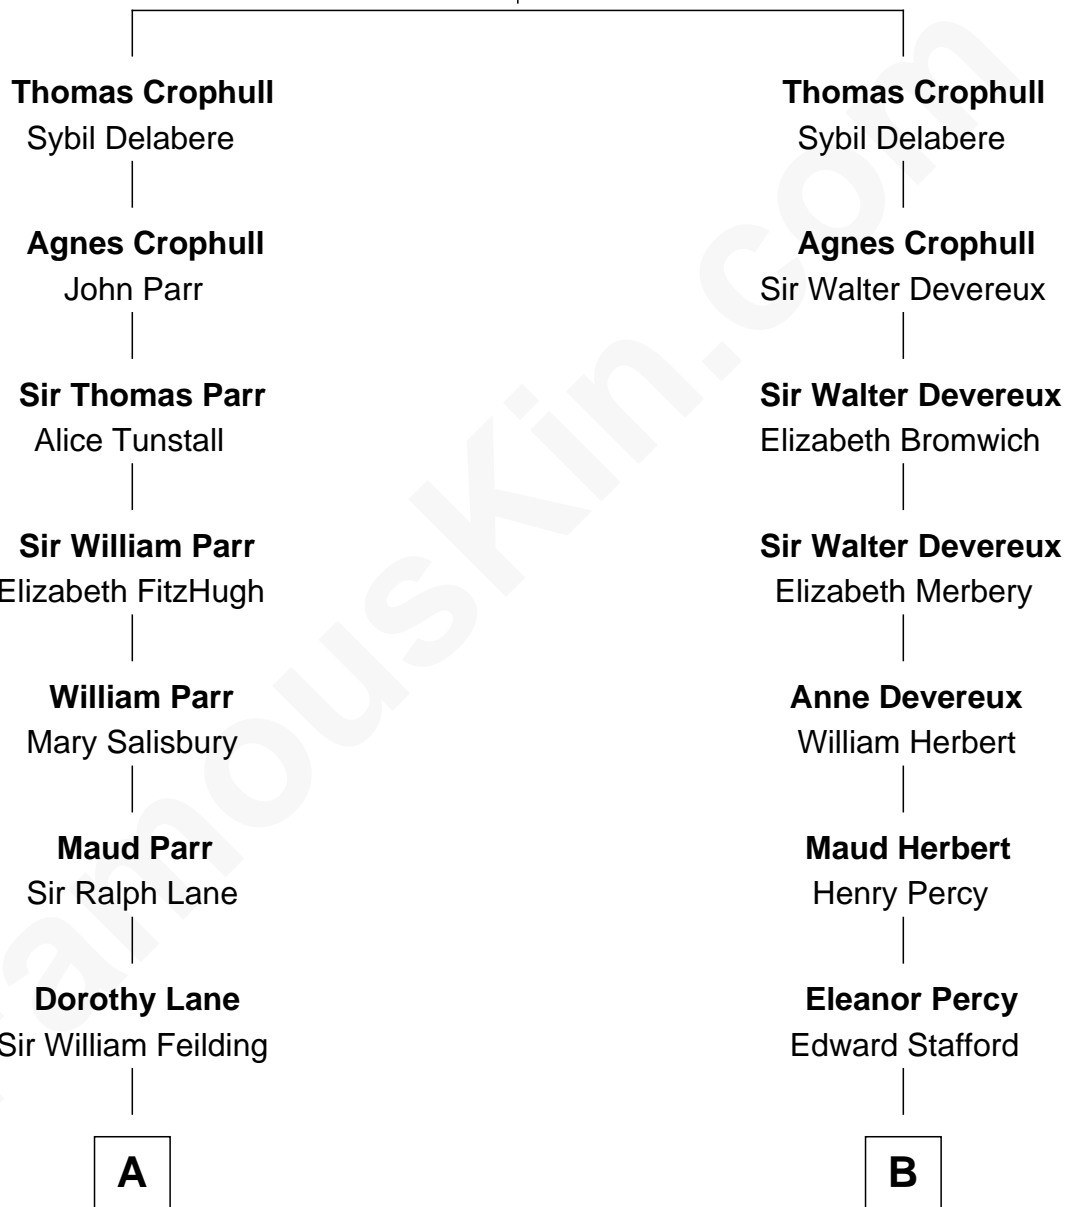 Thomas Crophull
Sybil Delabere
Agnes Crophull
John Parr
Sir Thomas Parr
Alice Tunstall
Sir William Parr
Elizabeth FitzHugh
William Parr
Mary Salisbury
Maud Parr
Sir Ralph Lane
Dorothy Lane
Sir William Feilding
A
Thomas Crophull
Sybil Delabere
Agnes Crophull
Sir Walter Devereux
Sir Walter Devereux
Elizabeth Bromwich
Sir Walter Devereux
Elizabeth Merbery
Anne Devereux
William Herbert
Maud Herbert
Henry Percy
Eleanor Percy
Edward Stafford
B
FamousKin.com